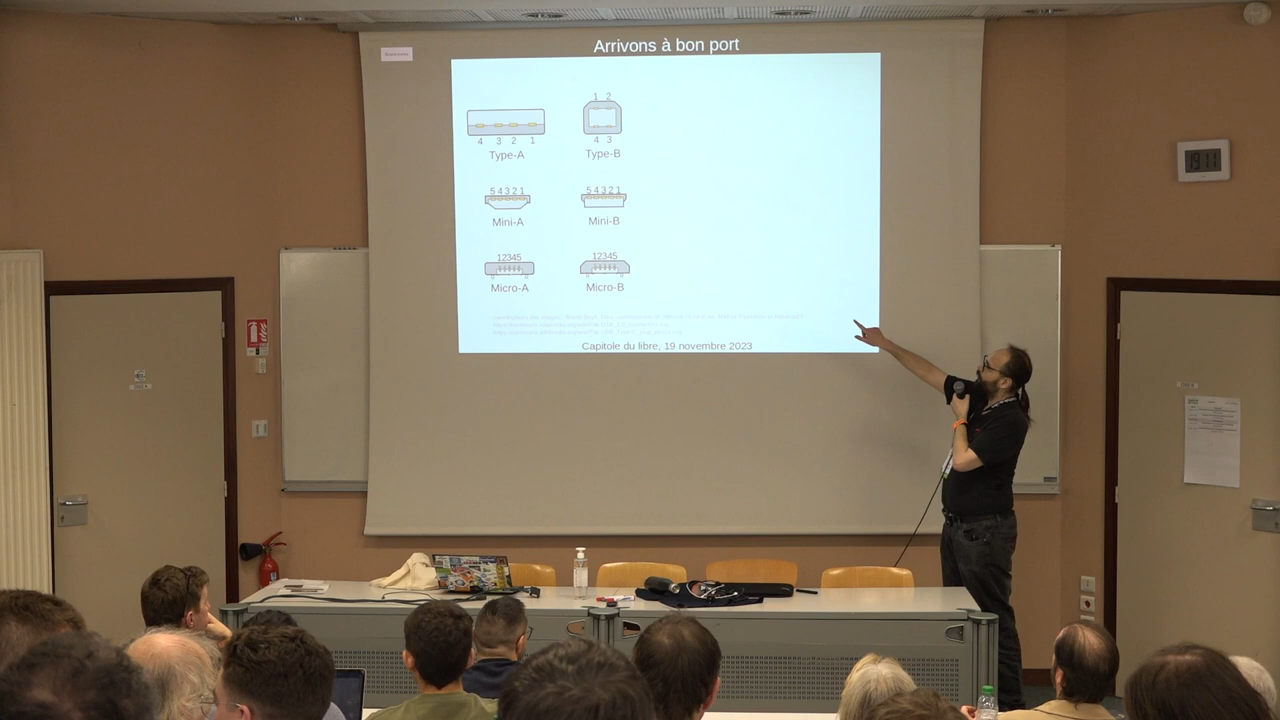 Arrivons à bon port
1 2
4 3 2 1
4 3
Type-A
Type-B
5 4 3 2 1
5 4 3 2 1
Mini-A
Mini-B
12345
12345
Micro-A
Micro-B
Capitole du libre, 19 novembre 2023
19 11